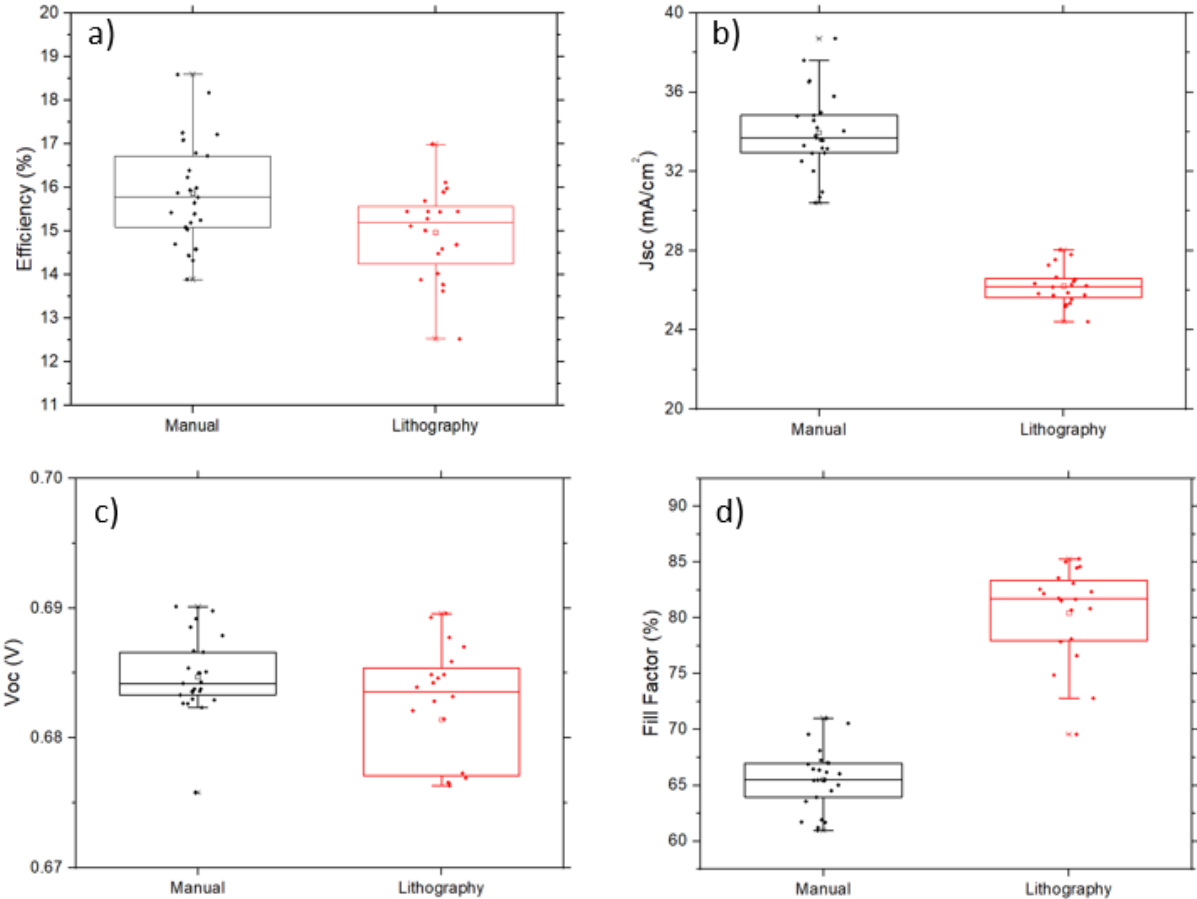 a)
Efficiency (%)
20
19
18
17
16
15
14
13
12
11
Manual
Lithography
b)
Jsc (mA/cm²)
40
36
32
28
24
20
Manual
Lithography
c)
Voc (V)
0.70
0.69
0.68
0.67
Manual
Lithography
d)
Fill Factor (%)
90
85
80
75
70
65
60
Manual
Lithography